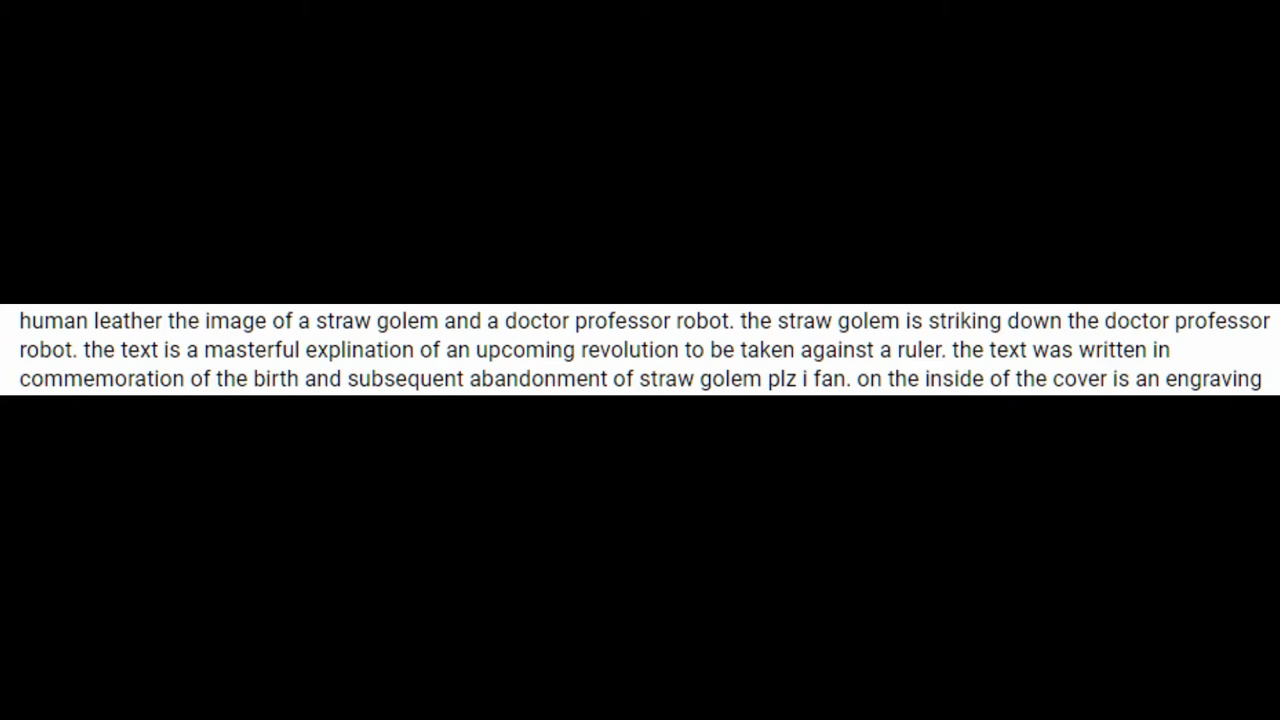 human leather the image of a straw golem and a doctor professor robot. the straw golem is striking down the doctor professor
robot. the text is a masterful explination of an upcoming revolution to be taken against a ruler. the text was written in
commemoration of the birth and subsequent abandonment of straw golem plz i fan. on the inside of the cover is an engraving